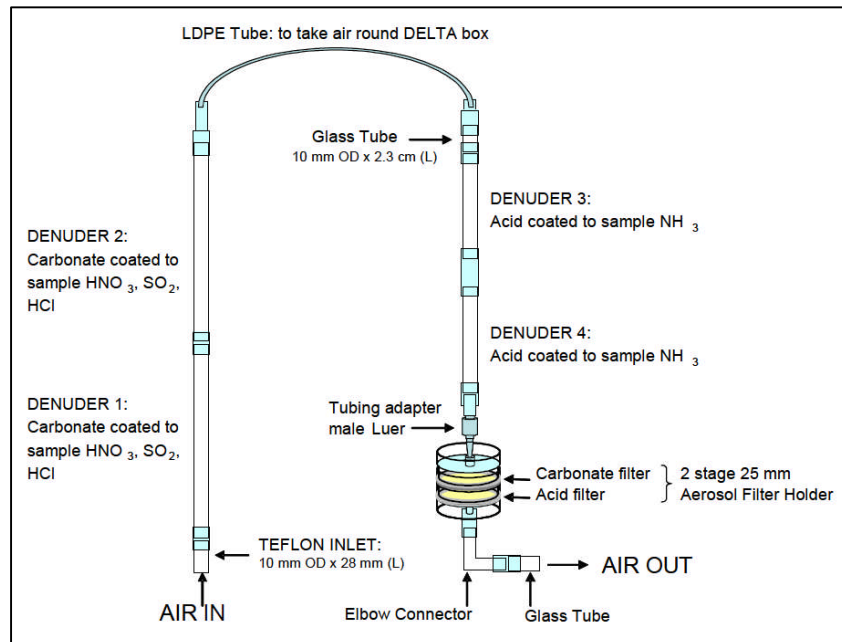 LDPE Tube: to take air round DELTA box
Glass Tube
10 mm OD x 2.3 cm (L)
DENUDER 2:
Carbonate coated to
sample HNO 3, SO2,
HCl
DENUDER 3:
Acid coated to sample NH 3
DENUDER 4:
Acid coated to sample NH 3
DENUDER 1:
Carbonate coated to
sample HNO 3, SO2,
HCl
Tubing adapter
male Luer
Carbonate filter
Acid filter
2 stage 25 mm
Aerosol Filter Holder
TEFLON INLET:
10 mm OD x 28 mm (L)
AIR IN
AIR OUT
Elbow Connector
Glass Tube